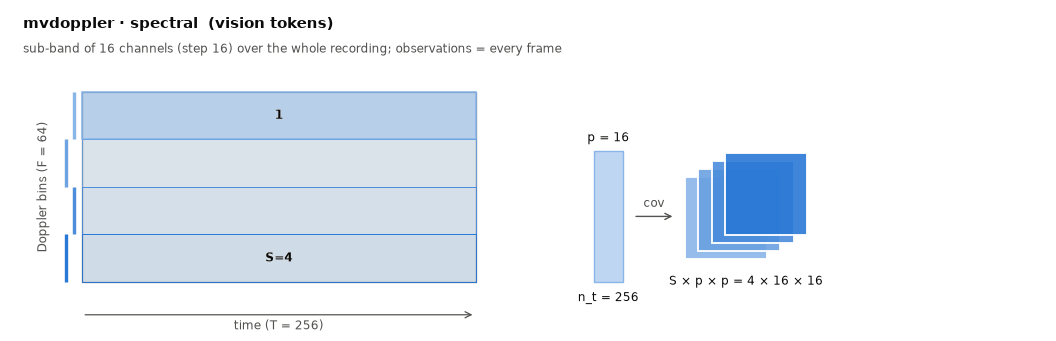 mvdoppler · spectral  (vision tokens)
sub-band of 16 channels (step 16) over the whole recording; observations = every frame
Doppler bins (F = 64)
1
S=4
time (T = 256)
p = 16
n_t = 256
cov
S × p × p = 4 × 16 × 16